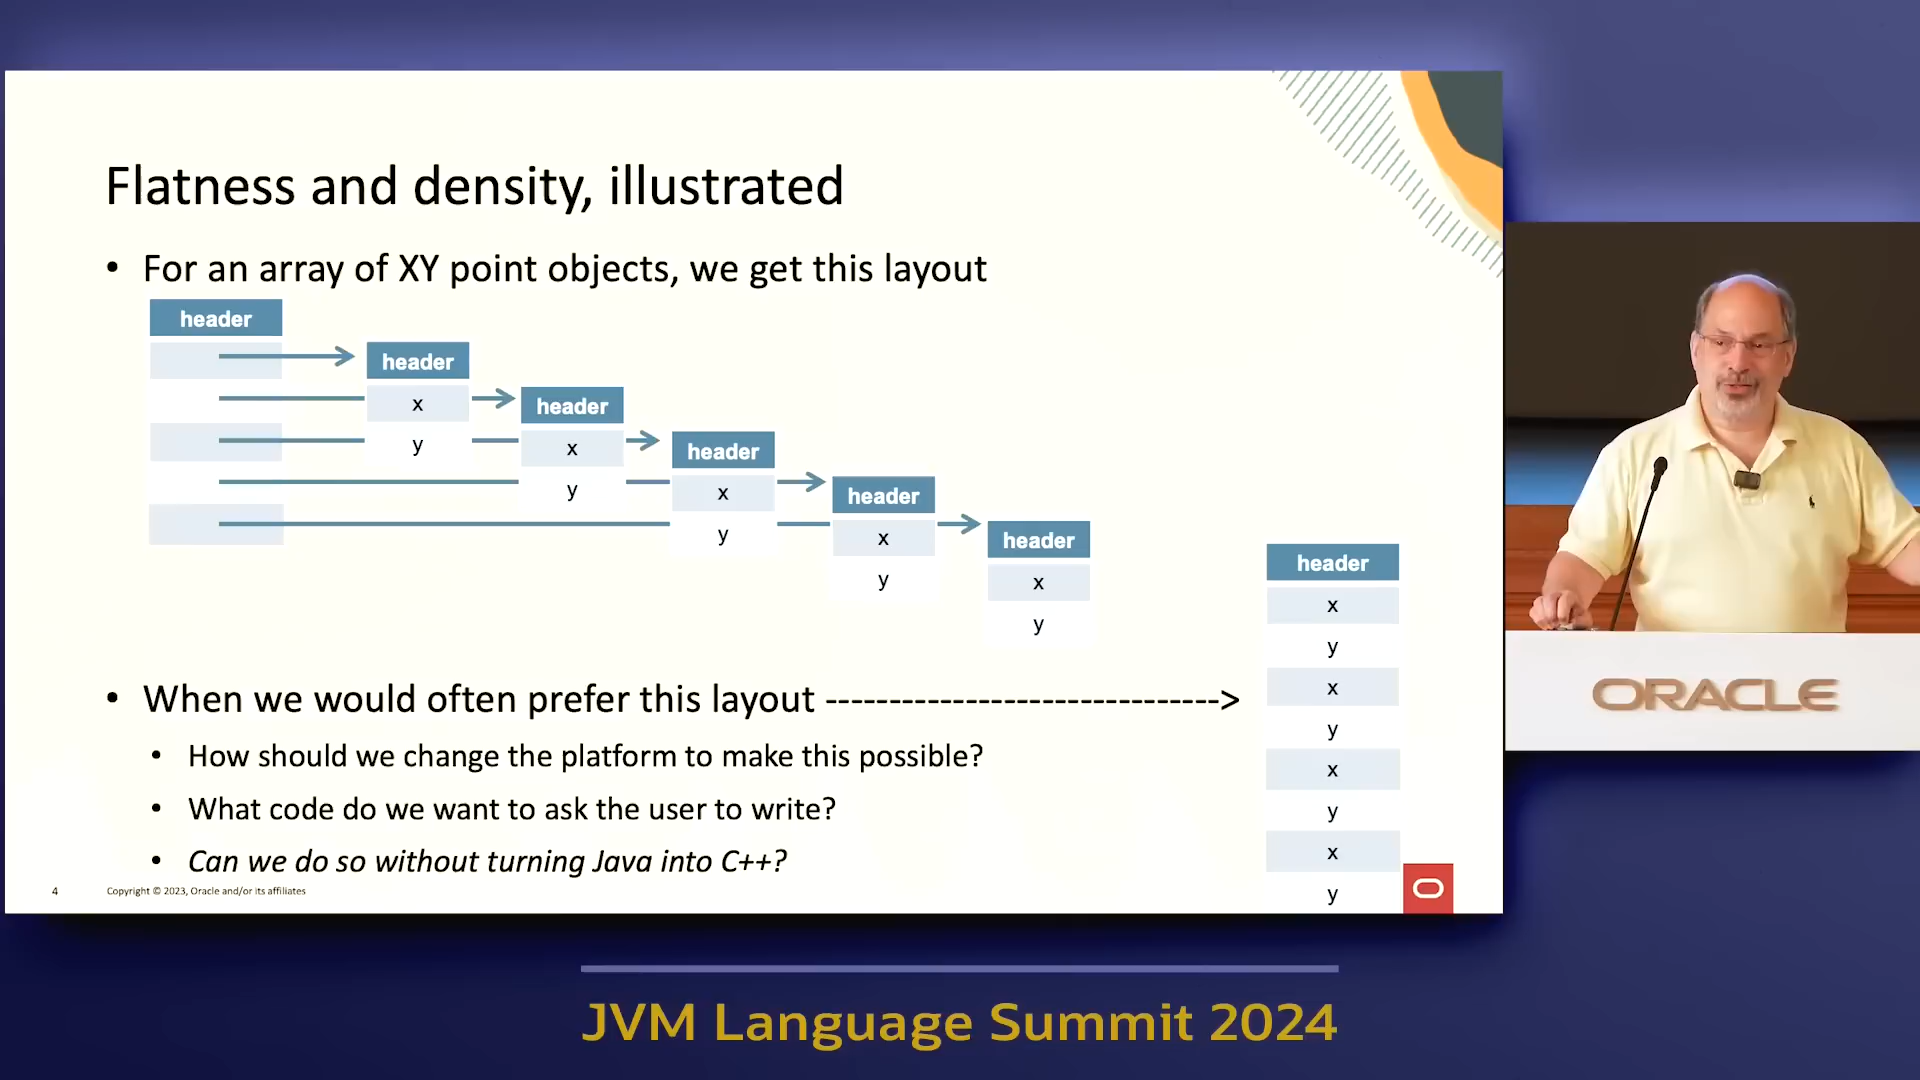 Flatness and density, illustrated
• For an array of XY point objects, we get this layout
header
header
x
y
header
x
y
header
x
y
header
x
y
header
x
y
• When we would often prefer this layout ------------------------------->
• How should we change the platform to make this possible?
• What code do we want to ask the user to write?
• Can we do so without turning Java into C++?
header
x
y
x
y
x
y
x
y
4
Copyright © 2023, Oracle and/or its affiliates
ORACLE
JVM Language Summit 2024